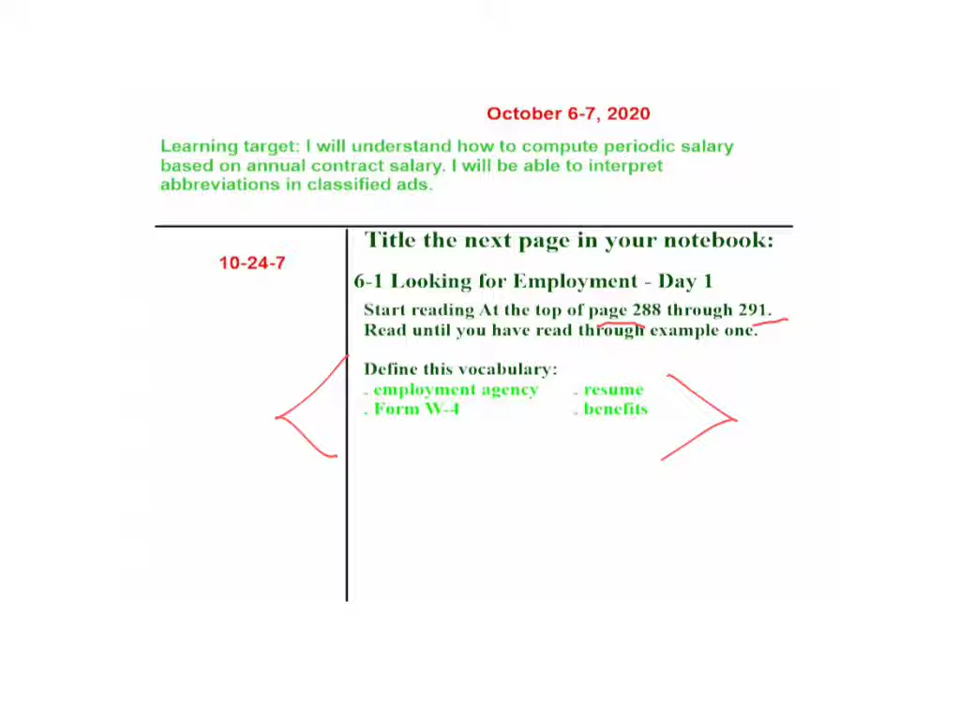 October 6-7, 2020
Learning target: I will understand how to compute periodic salary
based on annual contract salary. I will be able to interpret
abbreviations in classified ads.
10-24-7
Title the next page in your notebook:
6-1 Looking for Employment - Day 1
Start reading At the top of page 288 through 291.
Read until you have read through example one.
Define this vocabulary:
. employment agency . resume
. Form W-4 . benefits